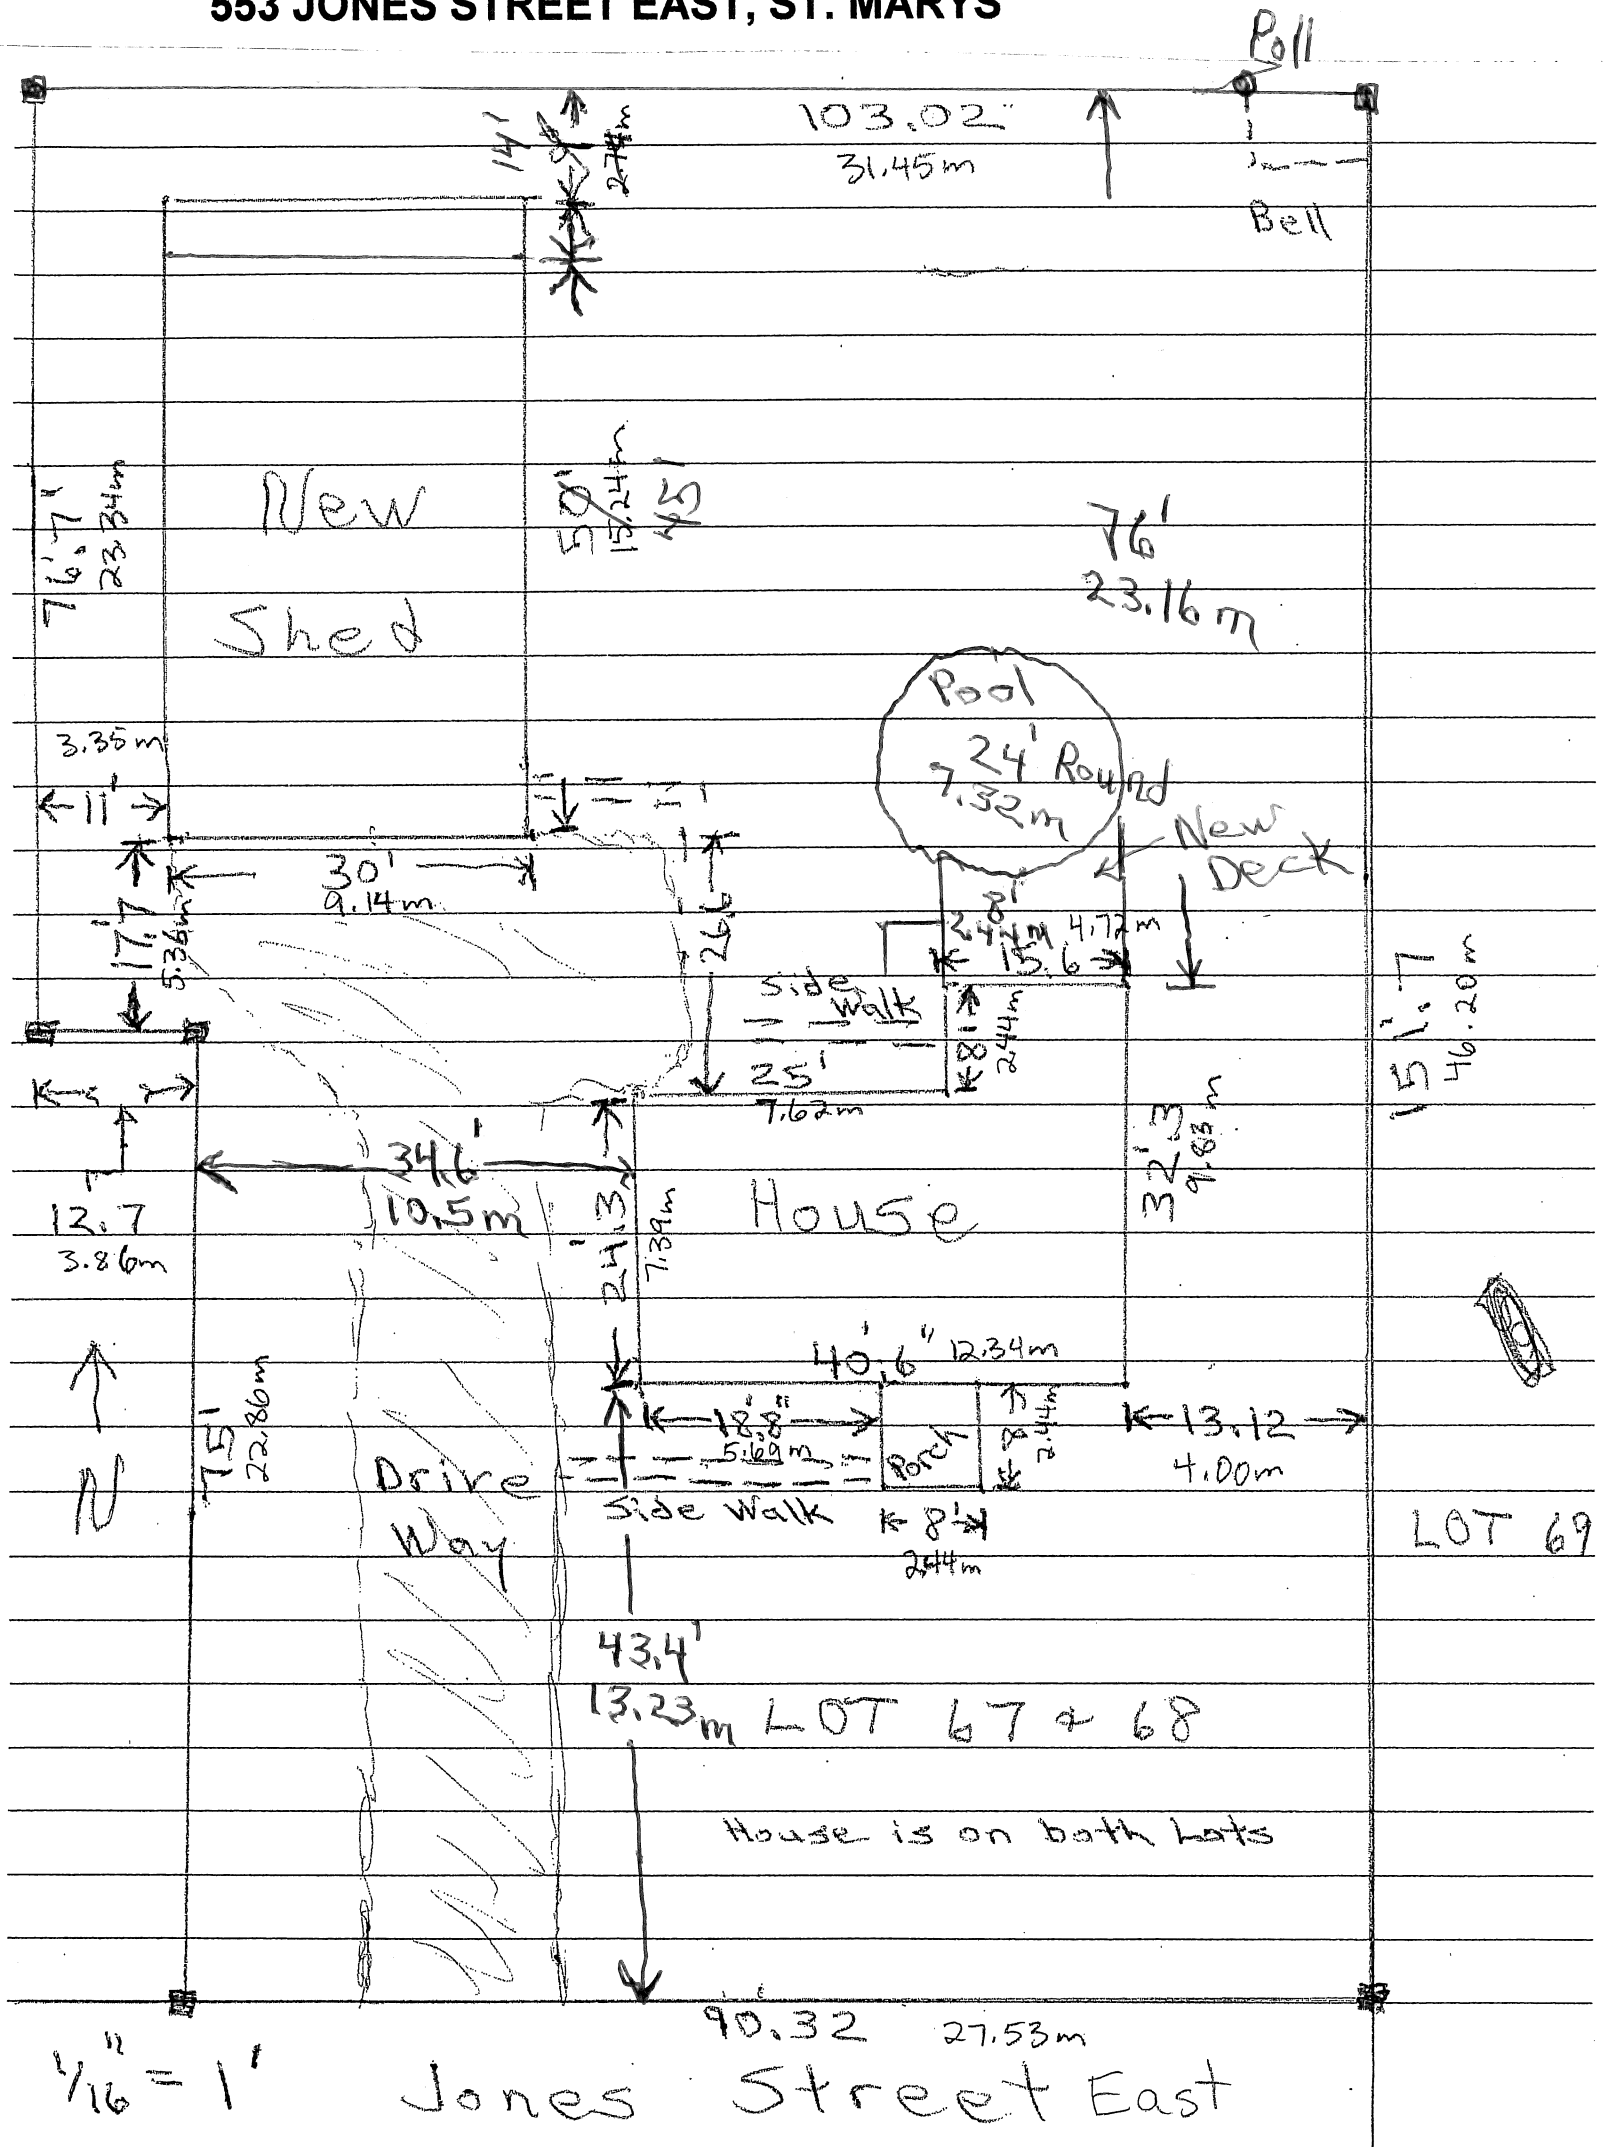 553 JONES STREET EAST, ST. MARYS
Poll
14'
2.74m
103.02"
31.45m
Bell
New
Shed
50'
15.24m
45'
76'.7"
23.34m
76'
23.16m
Pool
24' Round
7.32m
3.35m
11'
New
Deck
30'
9.14m
17'.7
5.36m
26.6
8'
2.44m 4.72m
15.6
Side
Walk
8'
2.44m
25'
7.62m
151'.7
46.20m
34.6'
10.5m
12.7
3.86m
24'.3
7.39m
House
32'.3
9.83m
40'.6" 12.34m
18'.8"
5.69m
Porch
8'
2.44m
13.12
4.00m
N
75'
22.86m
Drive
Way
Side Walk
8'
2.44m
LOT 69
43.4'
13.23m
LOT 67 & 68
House is on both Lots
90.32 27.53m
1/16" = 1'
Jones Street East